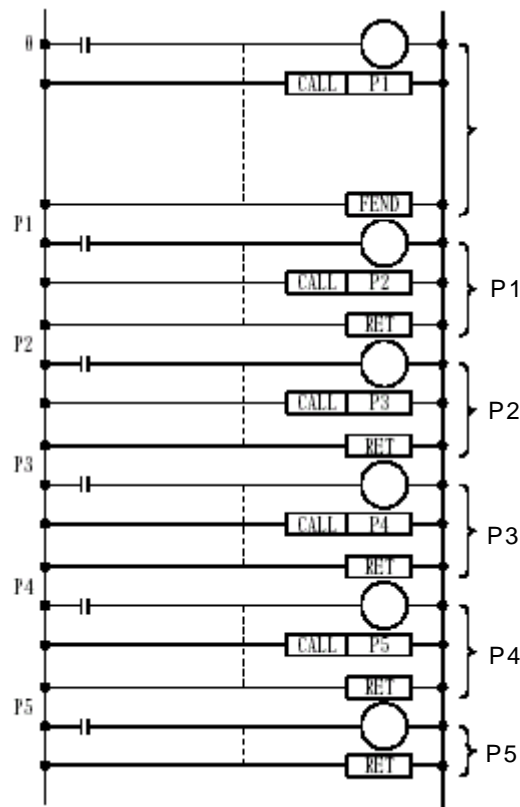 0
CALL P1
FEND
P1
P1
CALL P2
RET
P2
P2
CALL P3
RET
P3
P3
CALL P4
RET
P4
P4
CALL P5
RET
P5
P5
RET